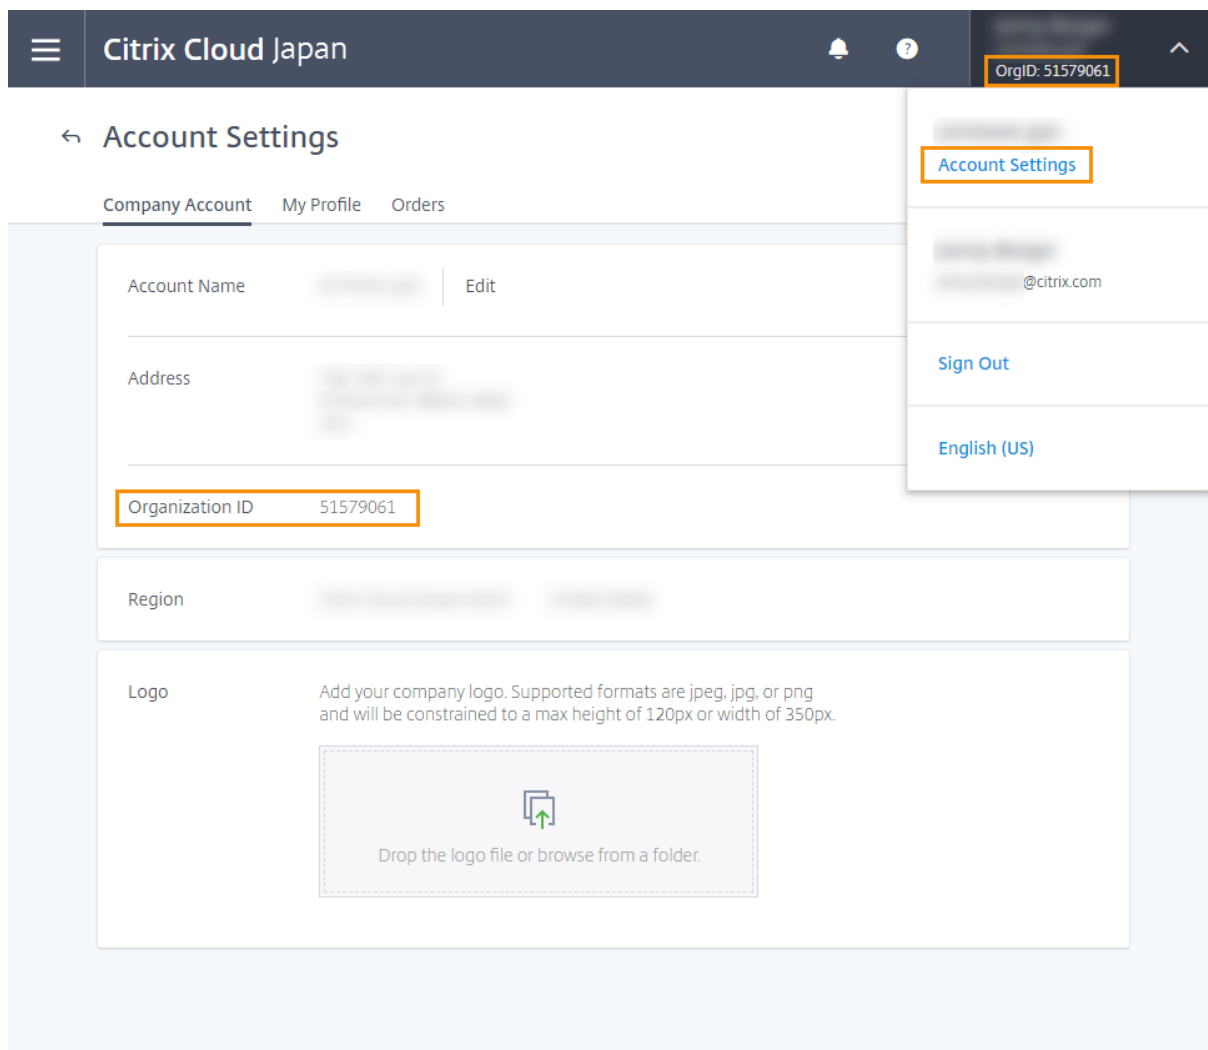 Citrix Cloud Japan
?
OrgID: 51579061
Account Settings
Account Settings
Company Account
My Profile
Orders
@citrix.com
Sign Out
English (US)
Account Name
Edit
Address
Organization ID
51579061
Region
Logo
Add your company logo. Supported formats are jpeg, jpg, or png
and will be constrained to a max height of 120px or width of 350px.
Drop the logo file or browse from a folder.